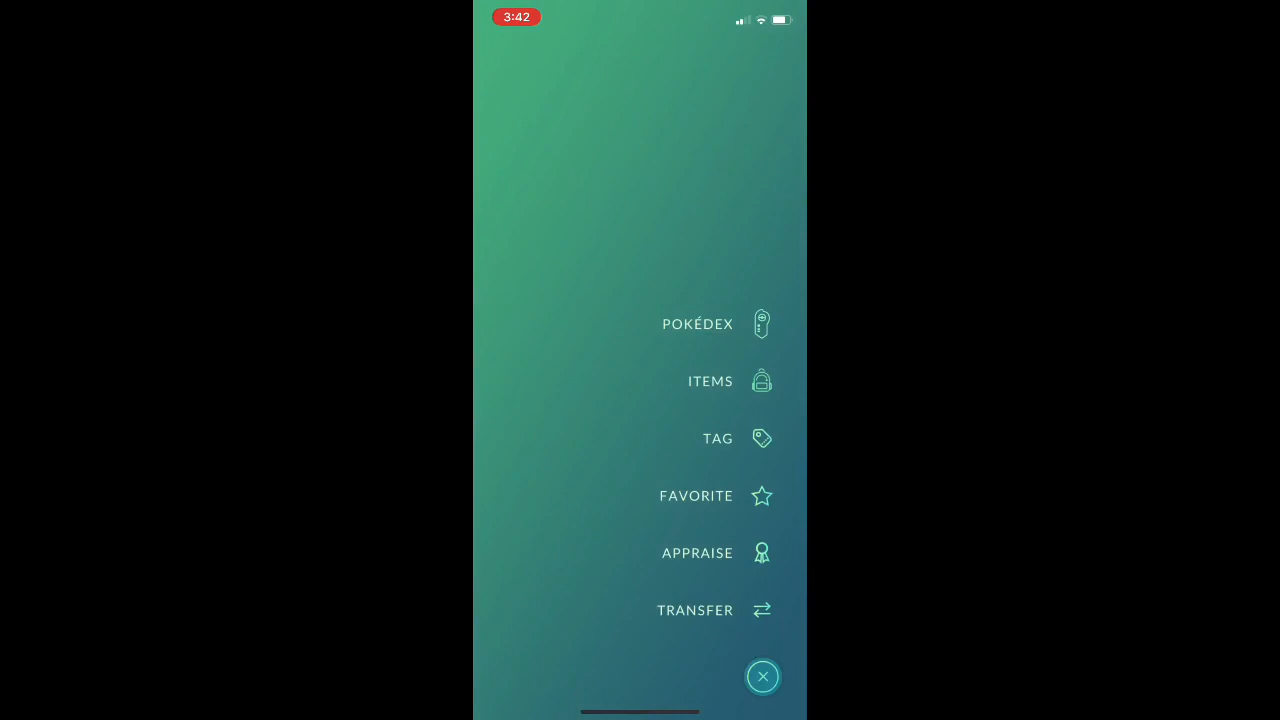 3:42
POKÉDEX
ITEMS
TAG
FAVORITE
APPRAISE
TRANSFER